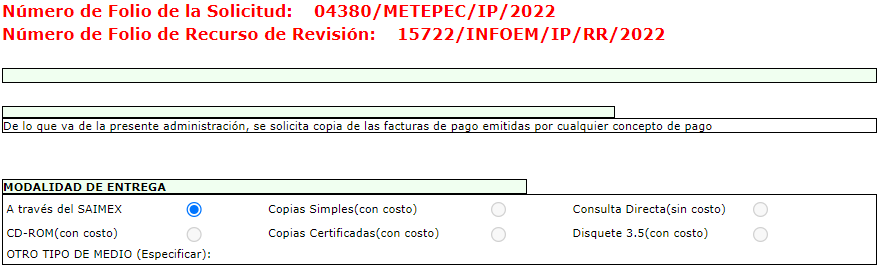 Número de Folio de la Solicitud: 04380/METEPEC/IP/2022
Número de Folio de Recurso de Revisión: 15722/INFOEM/IP/RR/2022
De lo que va de la presente administración, se solicita copia de las facturas de pago emitidas por cualquier concepto de pago
MODALIDAD DE ENTREGA
A través del SAIMEX Copias Simples(con costo) Consulta Directa(sin costo)
CD-ROM(con costo) Copias Certificadas(con costo) Disquete 3.5(con costo)
OTRO TIPO DE MEDIO (Especificar):